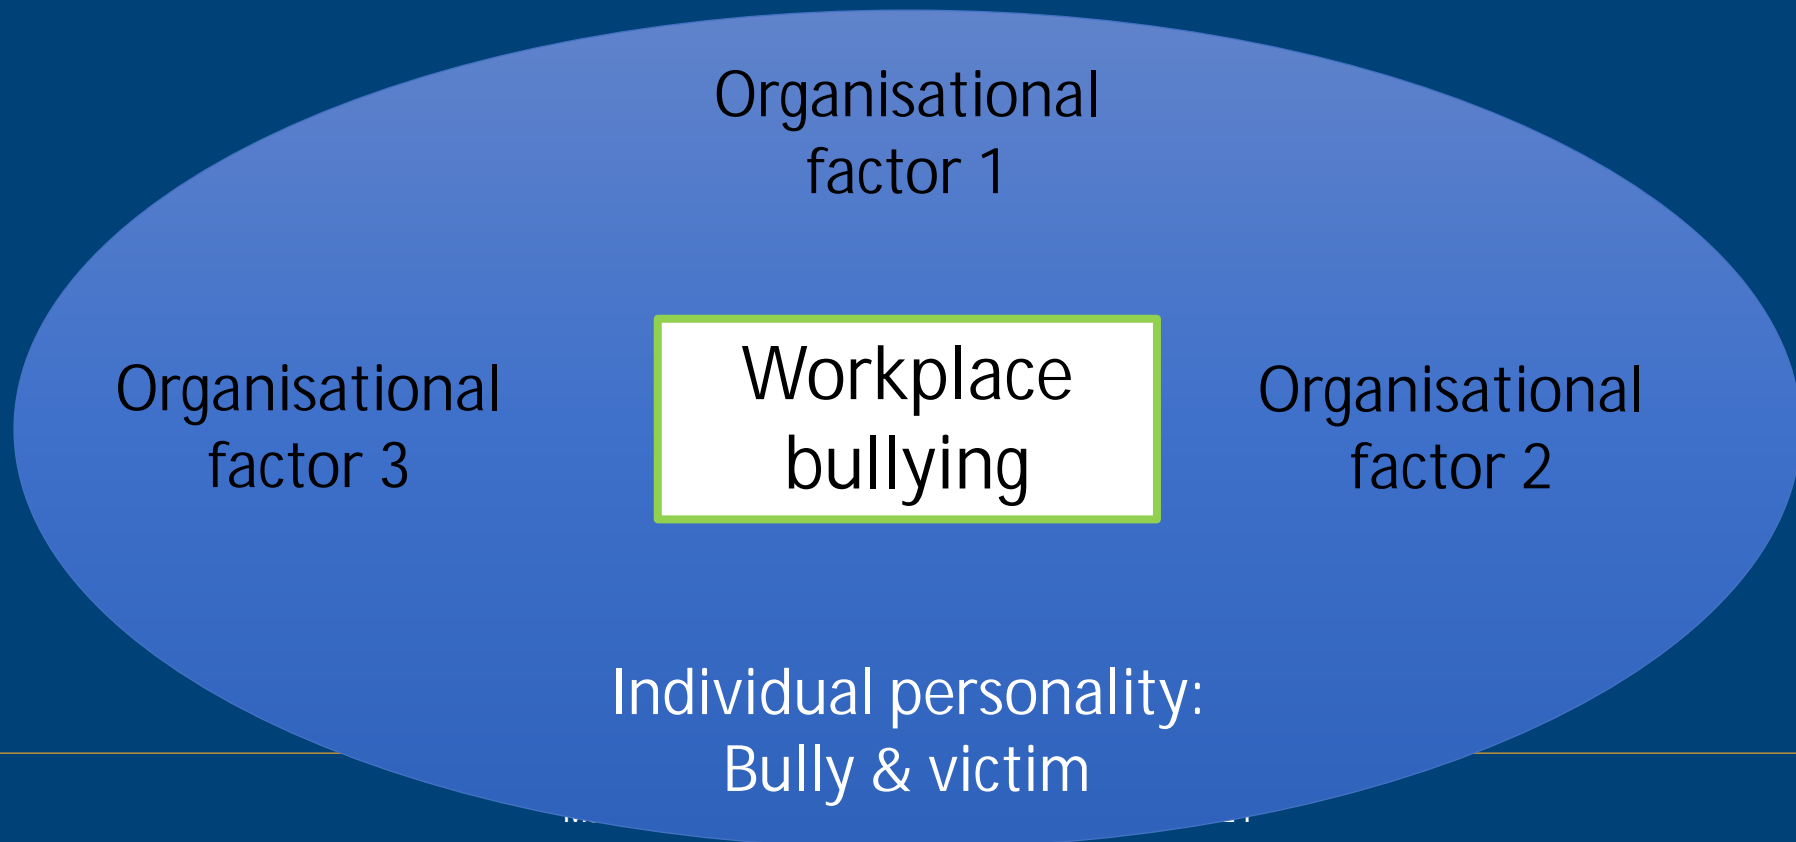 Organisational
factor 1
Organisational
factor 3
Workplace
bullying
Organisational
factor 2
Individual personality:
Bully & victim